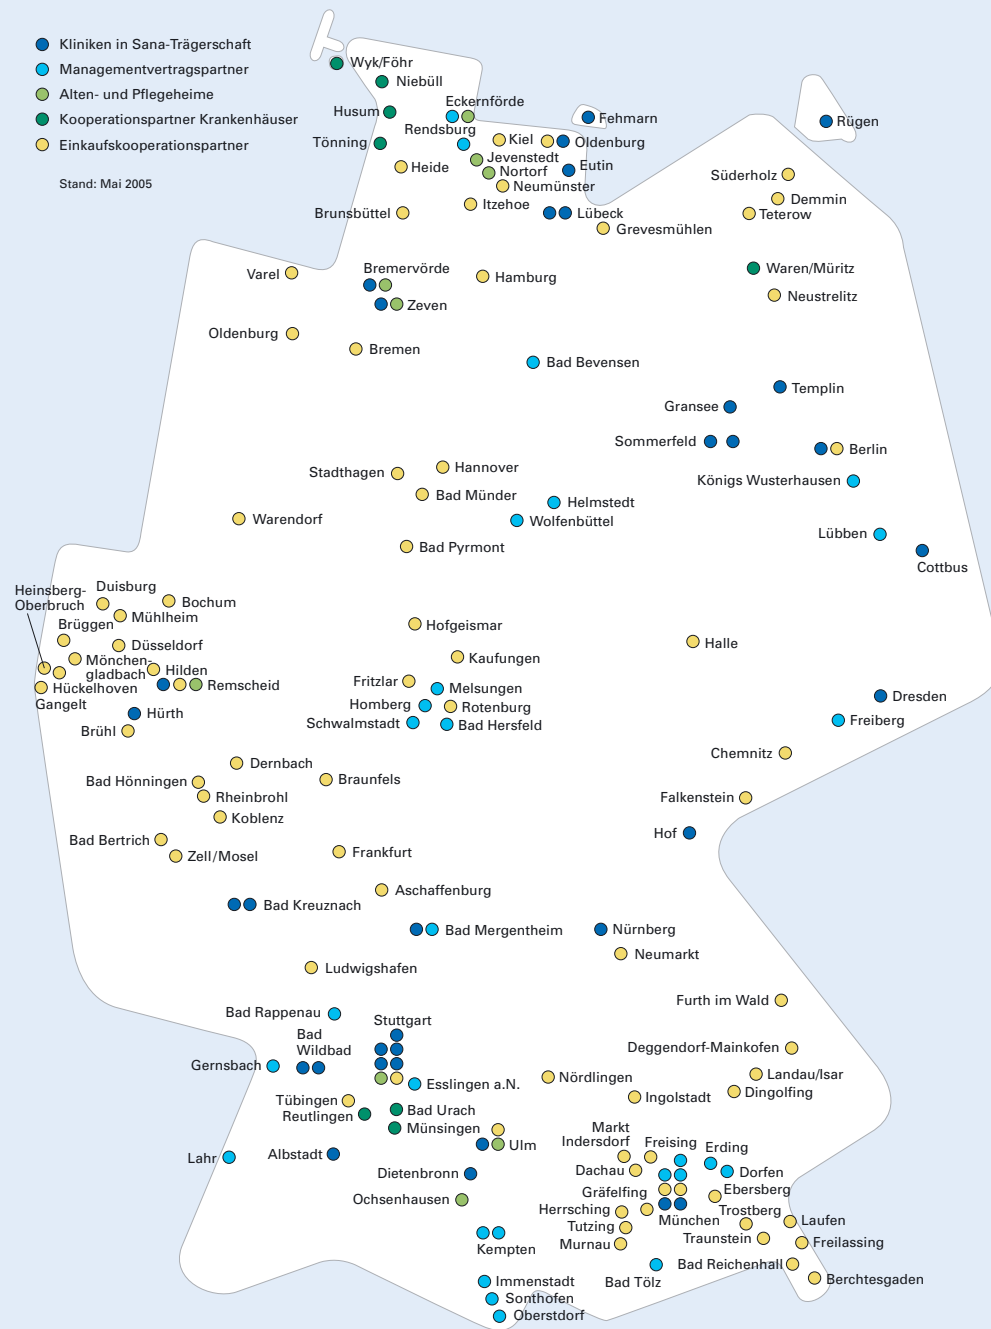 Kliniken in Sana-Trägerschaft
Managementvertragspartner
Alten- und Pflegeheime
Kooperationspartner Krankenhäuser
Einkaufskooperationspartner
Stand: Mai 2005
Wyk/Föhr
Niebüll
Husum
Eckernförde
Fehmarn
Rügen
Rendsburg
Tönning
Kiel
Oldenburg
Jevenstedt
Heide
Nortorf
Eutin
Süderholz
Neumünster
Itzehoe
Demmin
Brunsbüttel
Lübeck
Teterow
Grevesmühlen
Varel
Bremervörde
Hamburg
Waren/Müritz
Zeven
Neustrelitz
Oldenburg
Bremen
Bad Bevensen
Templin
Gransee
Sommerfeld
Berlin
Stadthagen
Hannover
Königs Wusterhausen
Bad Münder
Helmstedt
Warendorf
Wolfenbüttel
Lübben
Bad Pyrmont
Cottbus
Heinsberg-
Oberbruch
Duisburg
Bochum
Mühlheim
Brüggen
Hofgeismar
Düsseldorf
Halle
Mönchen-
gladbach
Hilden
Kaufungen
Hückelhoven
Remscheid
Fritzlar
Melsungen
Gangelt
Homberg
Rotenburg
Dresden
Hürth
Schwalmstadt
Bad Hersfeld
Freiberg
Brühl
Chemnitz
Dernbach
Bad Hönningen
Braunfels
Rheinbrohl
Falkenstein
Koblenz
Hof
Bad Bertrich
Zell/Mosel
Frankfurt
Aschaffenburg
Bad Kreuznach
Bad Mergentheim
Nürnberg
Neumarkt
Ludwigshafen
Furth im Wald
Bad Rappenau
Stuttgart
Bad
Wildbad
Deggendorf-Mainkofen
Gernsbach
Landau/Isar
Esslingen a.N.
Nördlingen
Dingolfing
Tübingen
Ingolstadt
Reutlingen
Bad Urach
Münsingen
Markt
Indersdorf
Freising
Ulm
Erding
Lahr
Albstadt
Dachau
Dorfen
Dietenbronn
Gräfelfing
Ebersberg
Ochsenhausen
Herrsching
Trostberg
München
Laufen
Tutzing
Traunstein
Kempten
Murnau
Freilassing
Bad Reichenhall
Immenstadt
Bad Tölz
Berchtesgaden
Sonthofen
Oberstdorf